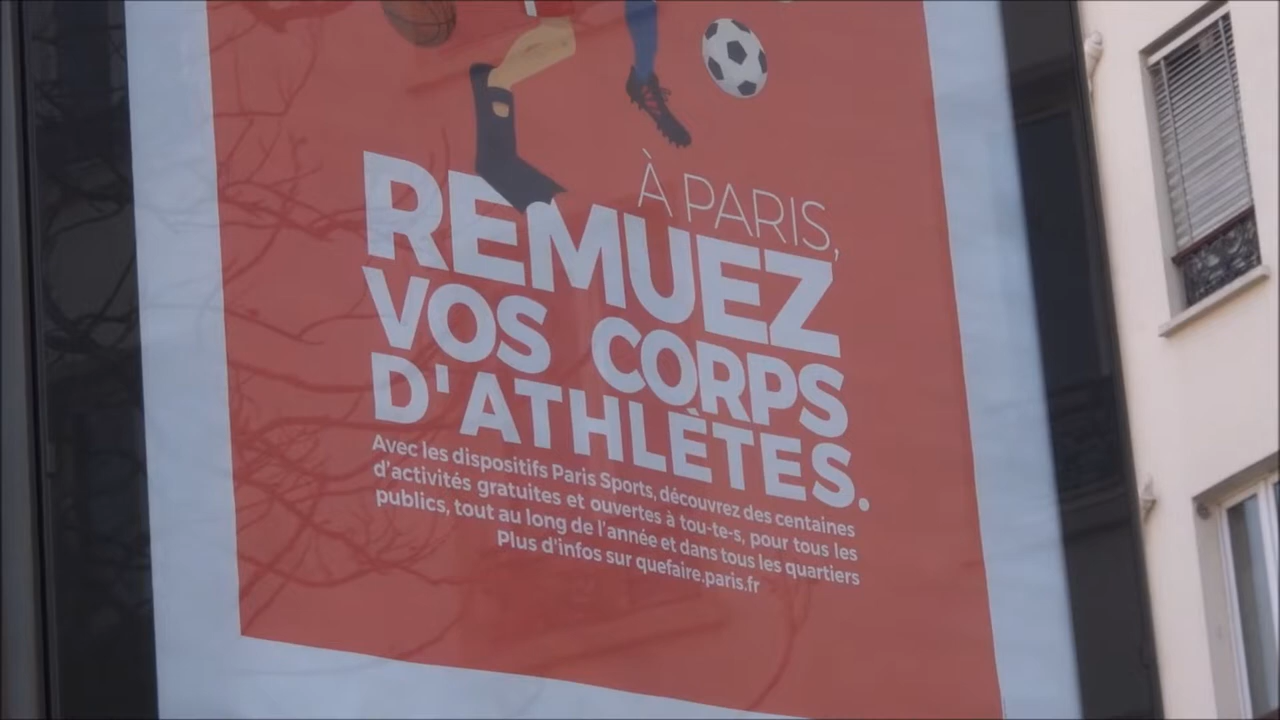 À PARIS,
REMUEZ
VOS CORPS
D'ATHLÈTES.
Avec les dispositifs Paris Sports, découvrez des centaines
d'activités gratuites et ouvertes à tou-te-s, pour tous les
publics, tout au long de l'année et dans tous les quartiers
Plus d'infos sur quefaire.paris.fr